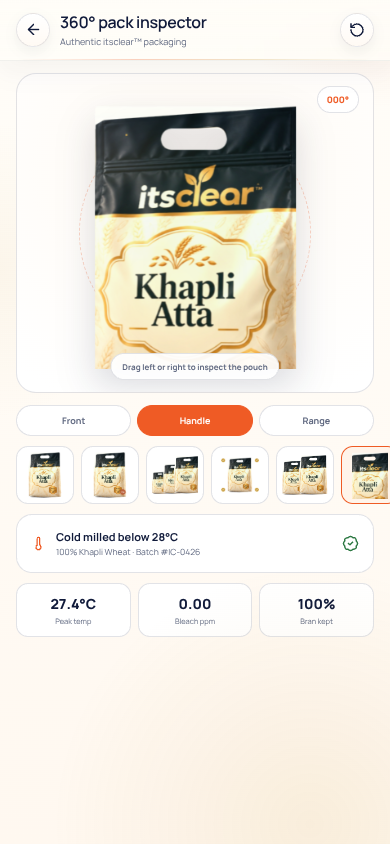 360° pack inspector
Authentic itsclear™ packaging
000°
itsclear™
Khapli
Atta
Drag left or right to inspect the pouch
Front
Handle
Range
Cold milled below 28°C
100% Khapli Wheat · Batch #IC-0426
27.4°C
0.00
100%
Peak temp
Bleach ppm
Bran kept